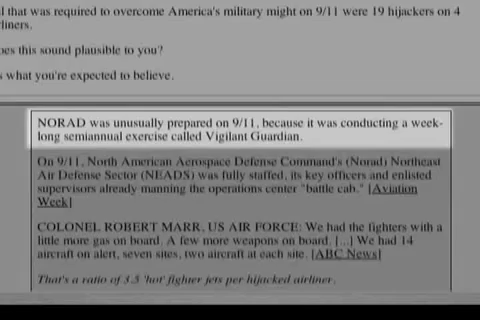 l that was required to overcome America's military might on 9/11 were 19 hijackers on 4
liners.
oes this sound plausible to you?
s what you're expected to believe.
NORAD was unusually prepared on 9/11, because it was conducting a week-
long semiannual exercise called Vigilant Guardian.
On 9/11, North American Aerospace Defense Command's (Norad) Northeast
Air Defense Sector (NEADS) was fully staffed, its key officers and enlisted
supervisors already manning the operations center "battle cab." [Aviation
Week]
COLONEL ROBERT MARR, US AIR FORCE: We had the fighters with a
little more gas on board. A few more weapons on board. [...] We had 14
aircraft on alert, seven sites, two aircraft at each site. [ABC News]
That's a ratio of 3.5 'hot' fighter jets per hijacked airliner.